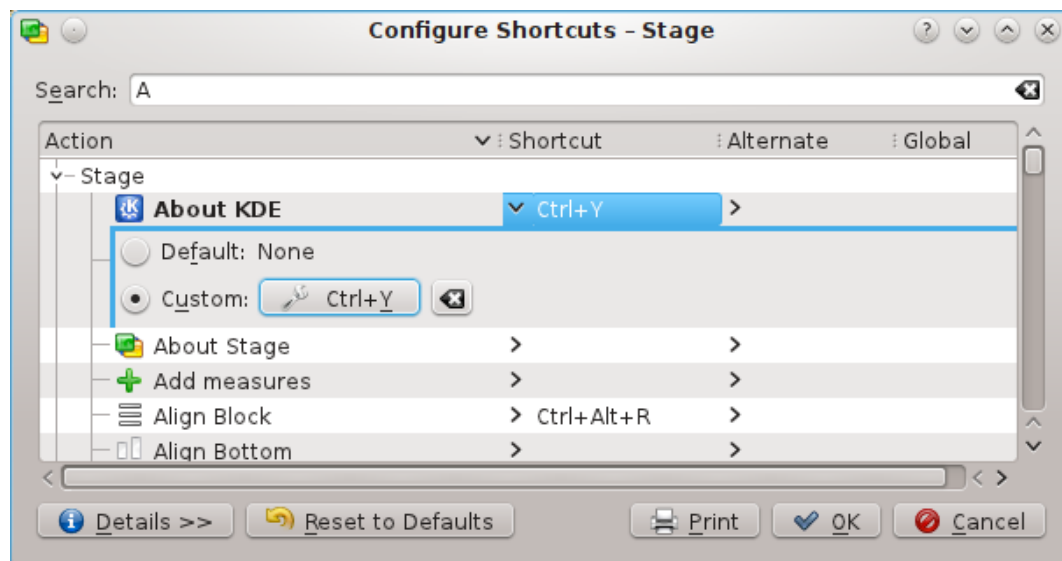 Configure Shortcuts – Stage
Search: A
Action Shortcut Alternate Global
Stage
About KDE Ctrl+Y
Default: None
Custom: Ctrl+Y
About Stage
Add measures
Align Block Ctrl+Alt+R
Align Bottom
Details >> Reset to Defaults Print OK Cancel